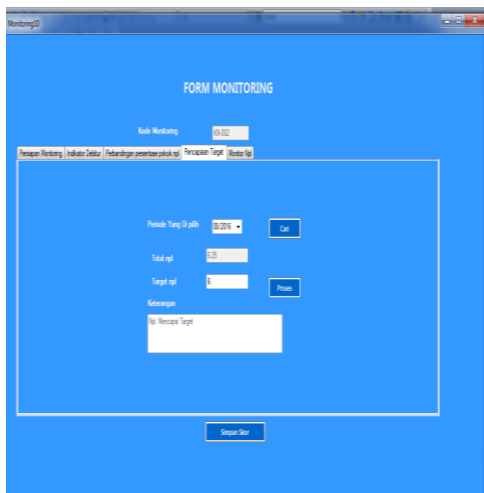 Monitoring10
FORM MONITORING
Kode Monitoring KN-002
Persiapan Monitoring Indikator Debitur Perbandingan persentase pokok npl Pencapaian Target Monitor Npl
Periode Yang Di pilih 08/2016 Cari
Total npl 6.25
Target npl 6 Proses
Keterangan
Npl Mencapai Target
Simpan Skor